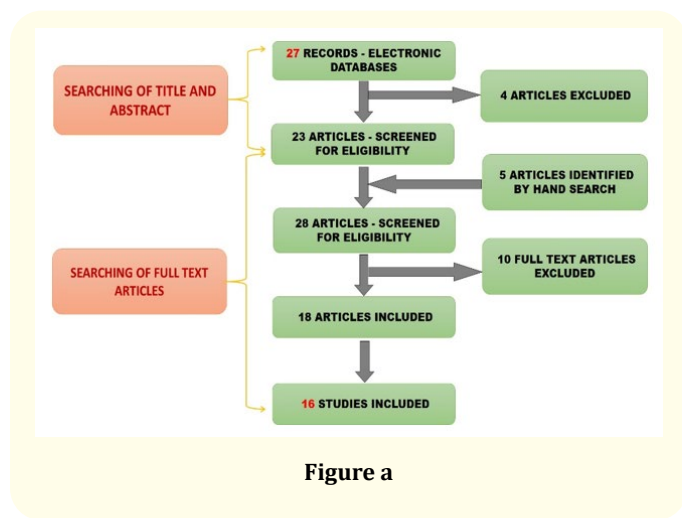 27 RECORDS - ELECTRONIC
DATABASES
SEARCHING OF TITLE AND
ABSTRACT
4 ARTICLES EXCLUDED
23 ARTICLES - SCREENED
FOR ELIGIBILITY
5 ARTICLES IDENTIFIED
BY HAND SEARCH
28 ARTICLES - SCREENED
FOR ELIGIBILITY
10 FULL TEXT ARTICLES
EXCLUDED
SEARCHING OF FULL TEXT
ARTICLES
18 ARTICLES INCLUDED
16 STUDIES INCLUDED
Figure a